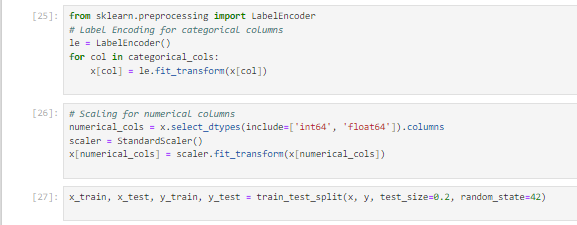 [25]: from sklearn.preprocessing import LabelEncoder
# Label Encoding for categorical columns
le = LabelEncoder()
for col in categorical_cols:
    x[col] = le.fit_transform(x[col])
[26]: # Scaling for numerical columns
numerical_cols = x.select_dtypes(include=['int64', 'float64']).columns
scaler = StandardScaler()
x[numerical_cols] = scaler.fit_transform(x[numerical_cols])
[27]: x_train, x_test, y_train, y_test = train_test_split(x, y, test_size=0.2, random_state=42)